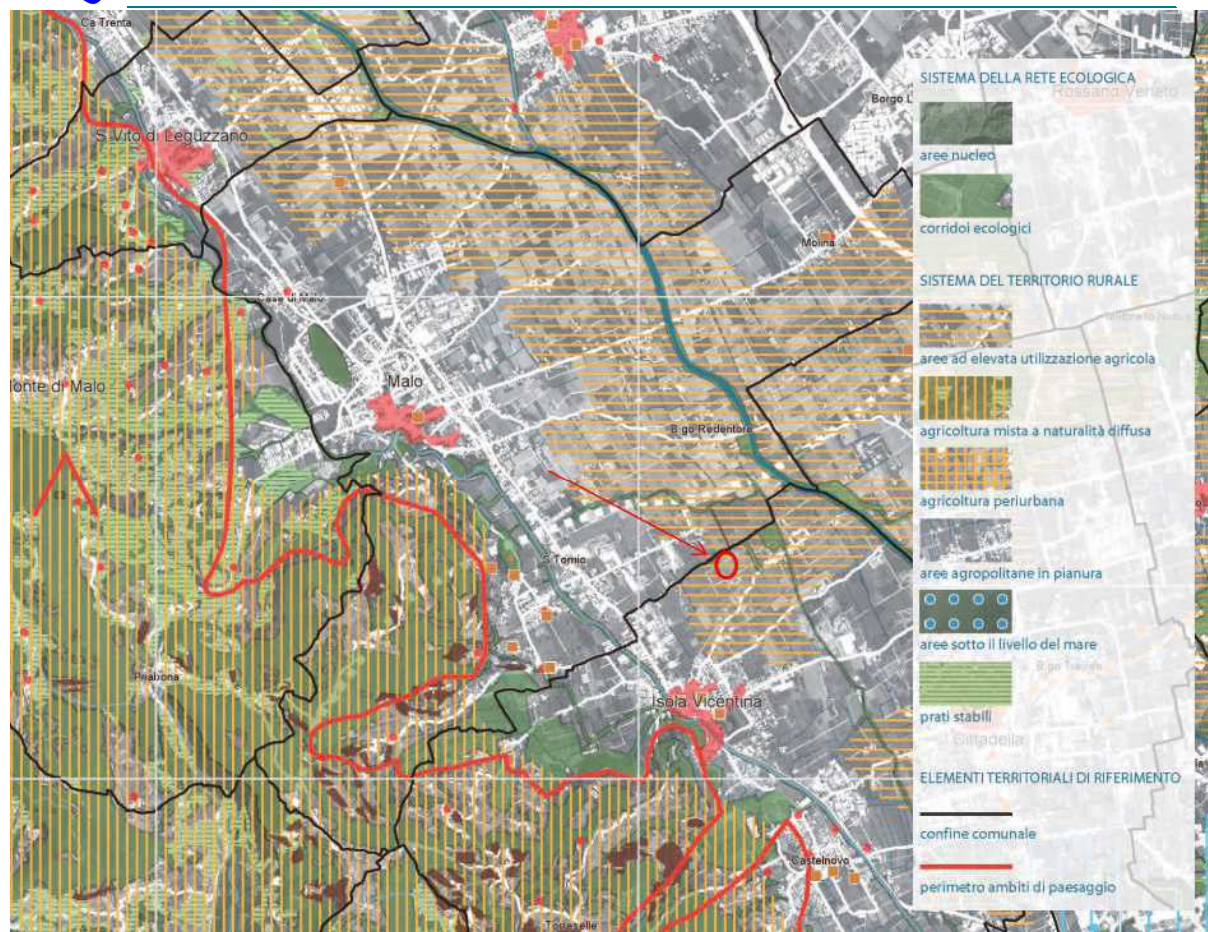 Ca Trenta
S.Vito di Leguzzano
Case di Malo
Monte di Malo
Malo
B.go Redentore
Molina
Borgo L
S.Tomio
Priabona
Isola Vicentina
Castelnovo
Torreselle
SISTEMA DELLA RETE ECOLOGICA
Rossano Veneto
aree nucleo
corridoi ecologici
SISTEMA DEL TERRITORIO RURALE
aree ad elevata utilizzazione agricola
agricoltura mista a naturalità diffusa
agricoltura periurbana
aree agropolitane in pianura
aree sotto il livello del mare
prati stabili
Cittadella
ELEMENTI TERRITORIALI DI RIFERIMENTO
confine comunale
perimetro ambiti di paesaggio